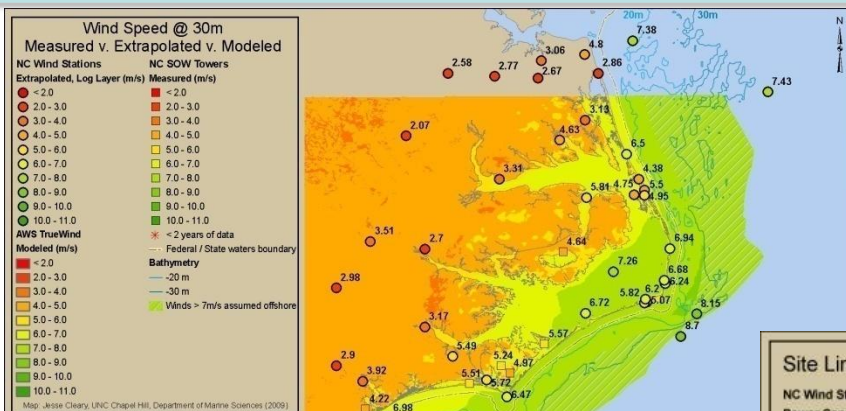 Wind Speed @ 30m
Measured v. Extrapolated v. Modeled
NC Wind Stations
Extrapolated, Log Layer (m/s)
< 2.0
2.0 - 3.0
3.0 - 4.0
4.0 - 5.0
5.0 - 6.0
6.0 - 7.0
7.0 - 8.0
8.0 - 9.0
9.0 - 10.0
10.0 - 11.0
AWS TrueWind
Modeled (m/s)
< 2.0
2.0 - 3.0
3.0 - 4.0
4.0 - 5.0
5.0 - 6.0
6.0 - 7.0
7.0 - 8.0
8.0 - 9.0
9.0 - 10.0
10.0 - 11.0
NC SOW Towers
Measured (m/s)
< 2.0
2.0 - 3.0
3.0 - 4.0
4.0 - 5.0
5.0 - 6.0
6.0 - 7.0
7.0 - 8.0
8.0 - 9.0
9.0 - 10.0
10.0 - 11.0
< 2 years of data
Federal / State waters boundary
Bathymetry
-20 m
-30 m
Winds > 7m/s assumed offshore
Map: Jesse Cleary, UNC Chapel Hill, Department of Marine Sciences (2009)
20m
30m
N
7.38
4.8
3.06
2.58
2.77
2.67
2.86
7.43
3.13
2.07
4.63
6.5
3.31
4.38
5.81
4.75
5.5
4.95
3.51
2.7
4.64
6.94
7.26
2.98
6.68
6.24
6.2
5.82
5.07
6.72
8.15
3.17
8.7
5.57
5.49
2.9
5.24
4.97
3.92
5.51
5.72
6.47
4.22
6.98
Site Lin
NC Wind St